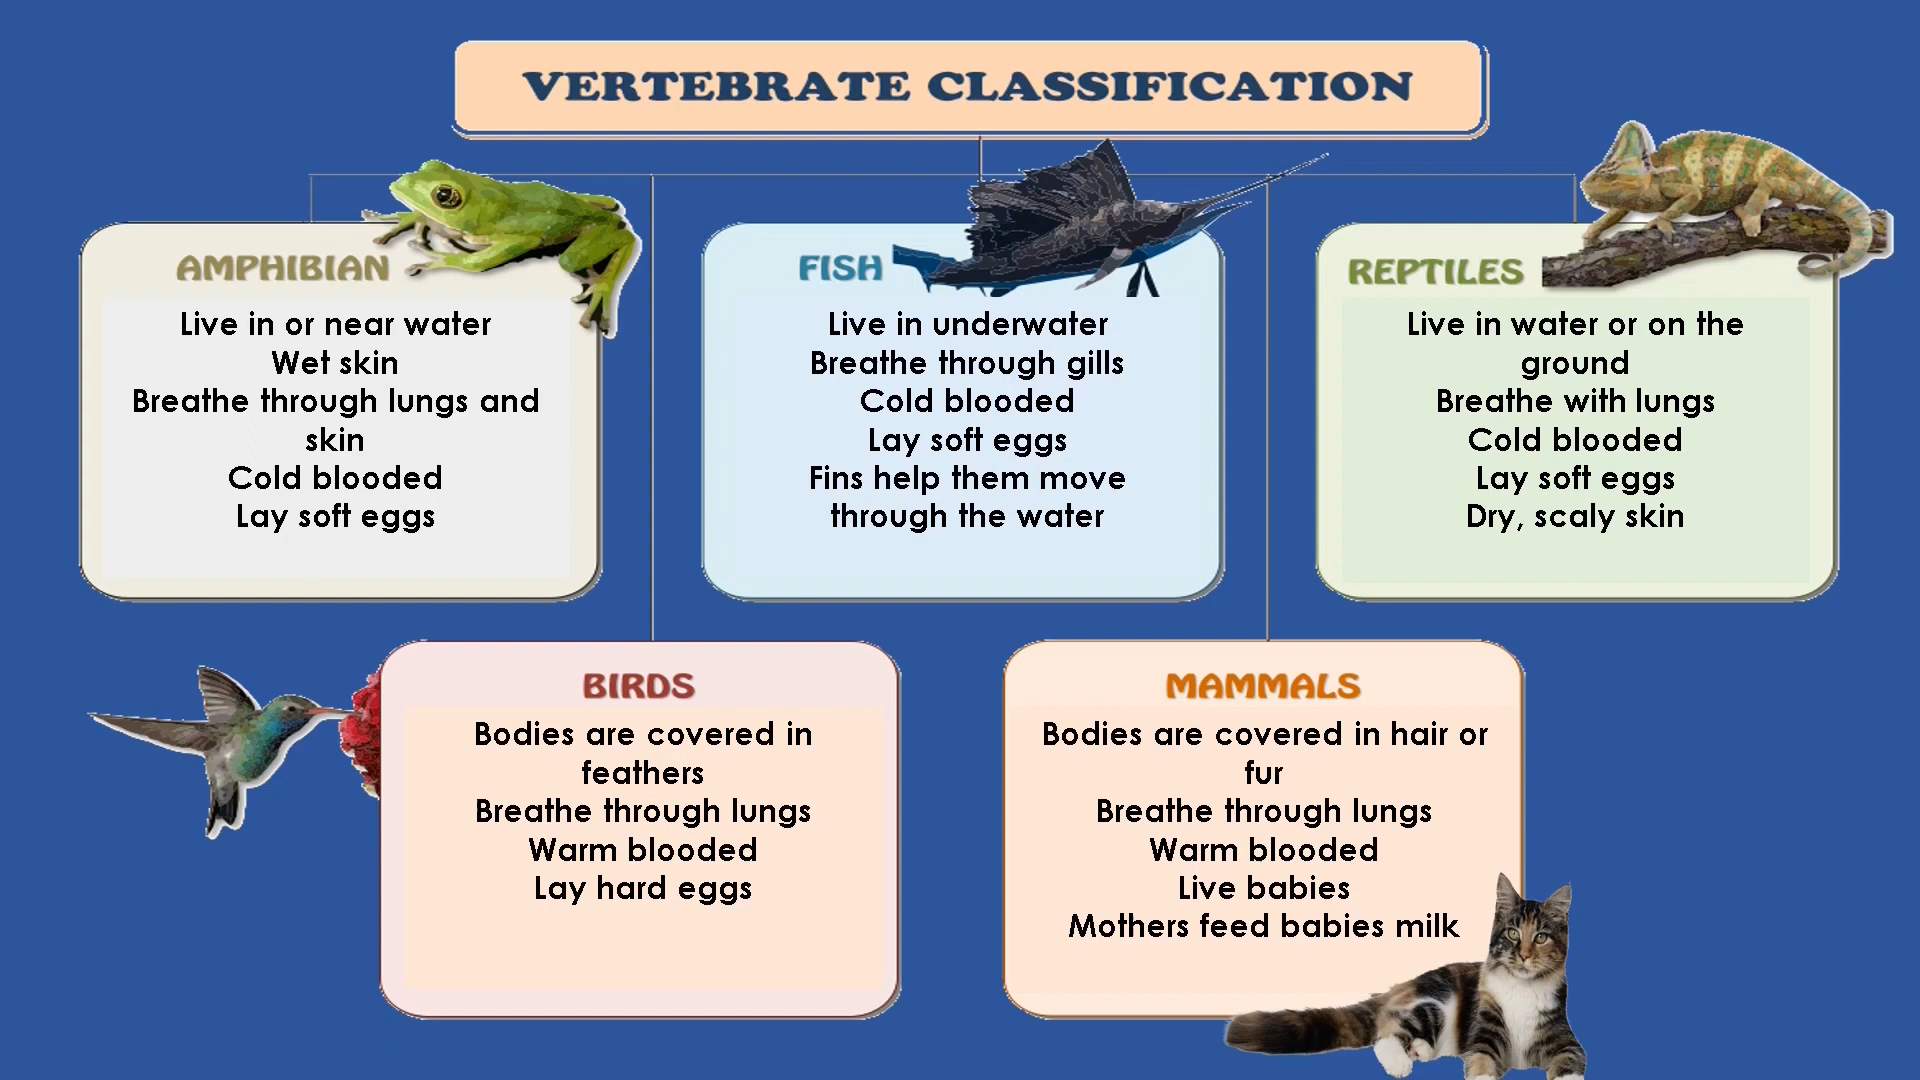 VERTEBRATE CLASSIFICATION
AMPHIBIAN
Live in or near water
Wet skin
Breathe through lungs and
skin
Cold blooded
Lay soft eggs
FISH
Live in underwater
Breathe through gills
Cold blooded
Lay soft eggs
Fins help them move
through the water
REPTILES
Live in water or on the
ground
Breathe with lungs
Cold blooded
Lay soft eggs
Dry, scaly skin
BIRDS
Bodies are covered in
feathers
Breathe through lungs
Warm blooded
Lay hard eggs
MAMMALS
Bodies are covered in hair or
fur
Breathe through lungs
Warm blooded
Live babies
Mothers feed babies milk